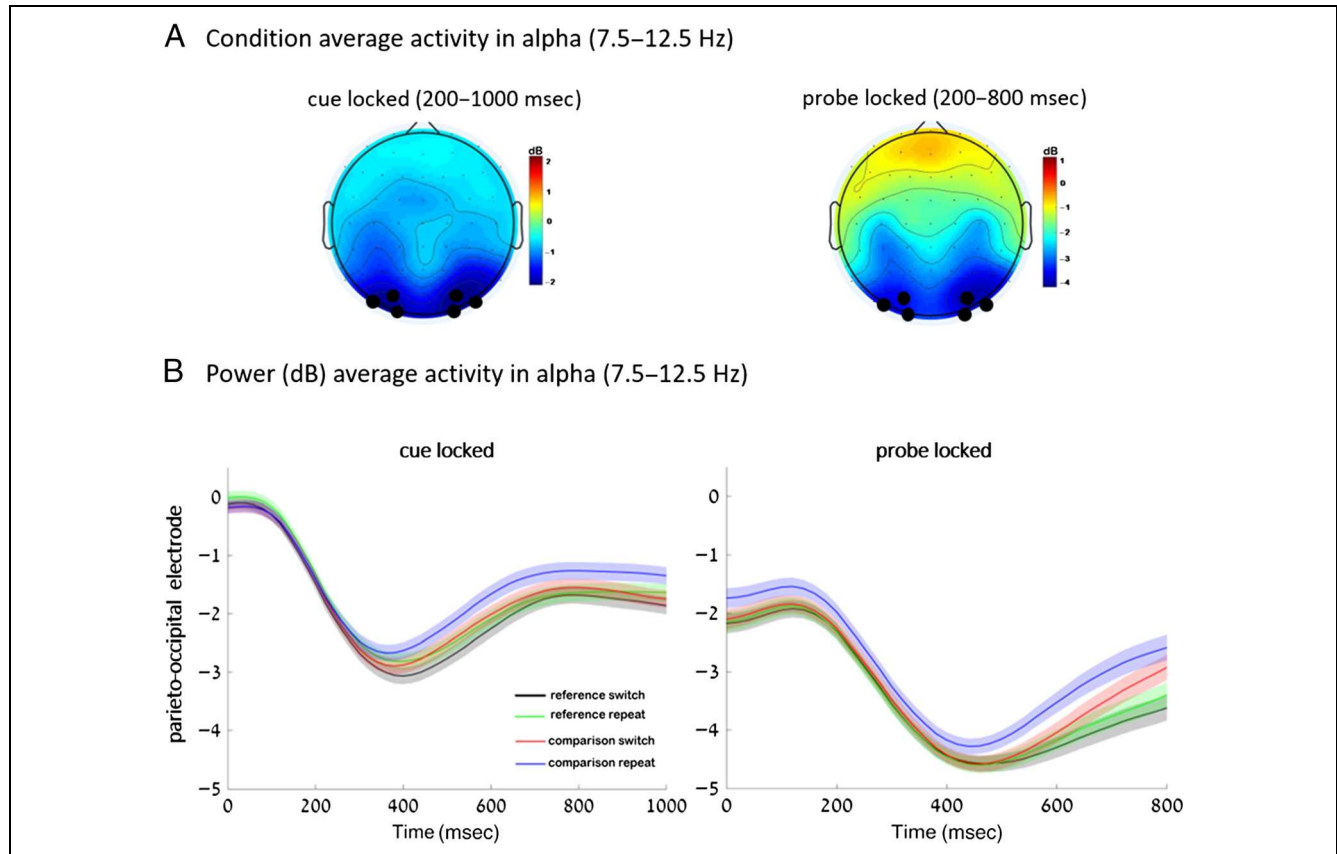 A Condition average activity in alpha (7.5–12.5 Hz)
cue locked (200–1000 msec)
probe locked (200–800 msec)
dB
2
1
0
−1
−2
dB
1
0
−1
−2
−3
−4
B Power (dB) average activity in alpha (7.5–12.5 Hz)
cue locked
probe locked
parieto-occipital electrode
0
−1
−2
−3
−4
−5
reference switch
reference repeat
comparison switch
comparison repeat
0 200 400 600 800 1000
Time (msec)
0
−1
−2
−3
−4
−5
0 200 400 600 800
Time (msec)